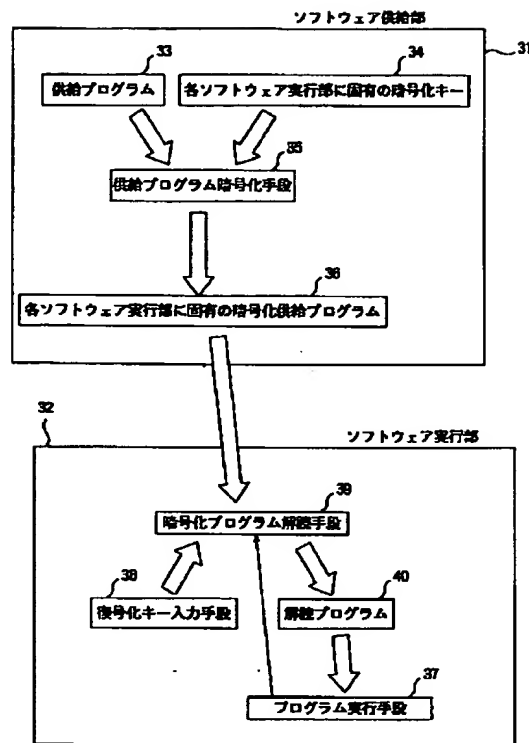 ソフトウェア供給部
31
33
34
供給プログラム
各ソフトウェア実行部に固有の暗号化キー
35
供給プログラム暗号化手段
36
各ソフトウェア実行部に固有の暗号化供給プログラム
32
ソフトウェア実行部
39
暗号化プログラム解読手段
38
40
復号化キー入力手段
解読プログラム
37
プログラム実行手段